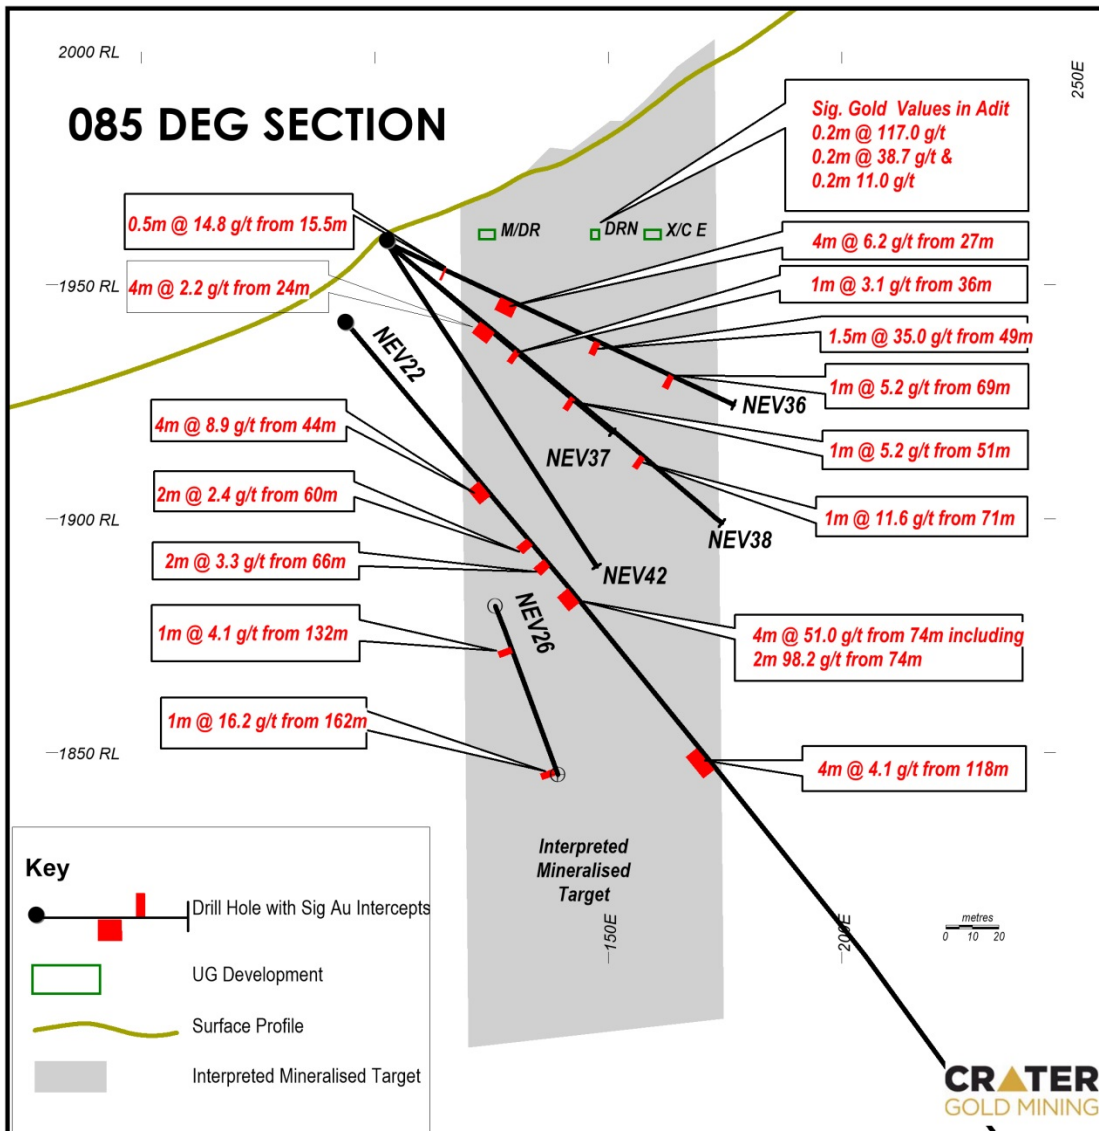 2000 RL
250E
085 DEG SECTION
Sig. Gold Values in Adit
0.2m @ 117.0 g/t
0.2m @ 38.7 g/t &
0.2m 11.0 g/t
0.5m @ 14.8 g/t from 15.5m
M/DR
DRN
X/C E
4m @ 6.2 g/t from 27m
1950 RL
4m @ 2.2 g/t from 24m
1m @ 3.1 g/t from 36m
1.5m @ 35.0 g/t from 49m
NEV22
1m @ 5.2 g/t from 69m
NEV36
4m @ 8.9 g/t from 44m
NEV37
1m @ 5.2 g/t from 51m
2m @ 2.4 g/t from 60m
1900 RL
1m @ 11.6 g/t from 71m
NEV38
2m @ 3.3 g/t from 66m
NEV42
NEV26
1m @ 4.1 g/t from 132m
4m @ 51.0 g/t from 74m including
2m 98.2 g/t from 74m
1m @ 16.2 g/t from 162m
1850 RL
4m @ 4.1 g/t from 118m
Interpreted
Mineralised
Target
150E
200E
metres
0 10 20
Key
Drill Hole with Sig Au Intercepts
UG Development
Surface Profile
Interpreted Mineralised Target
CRATER
GOLD MINING